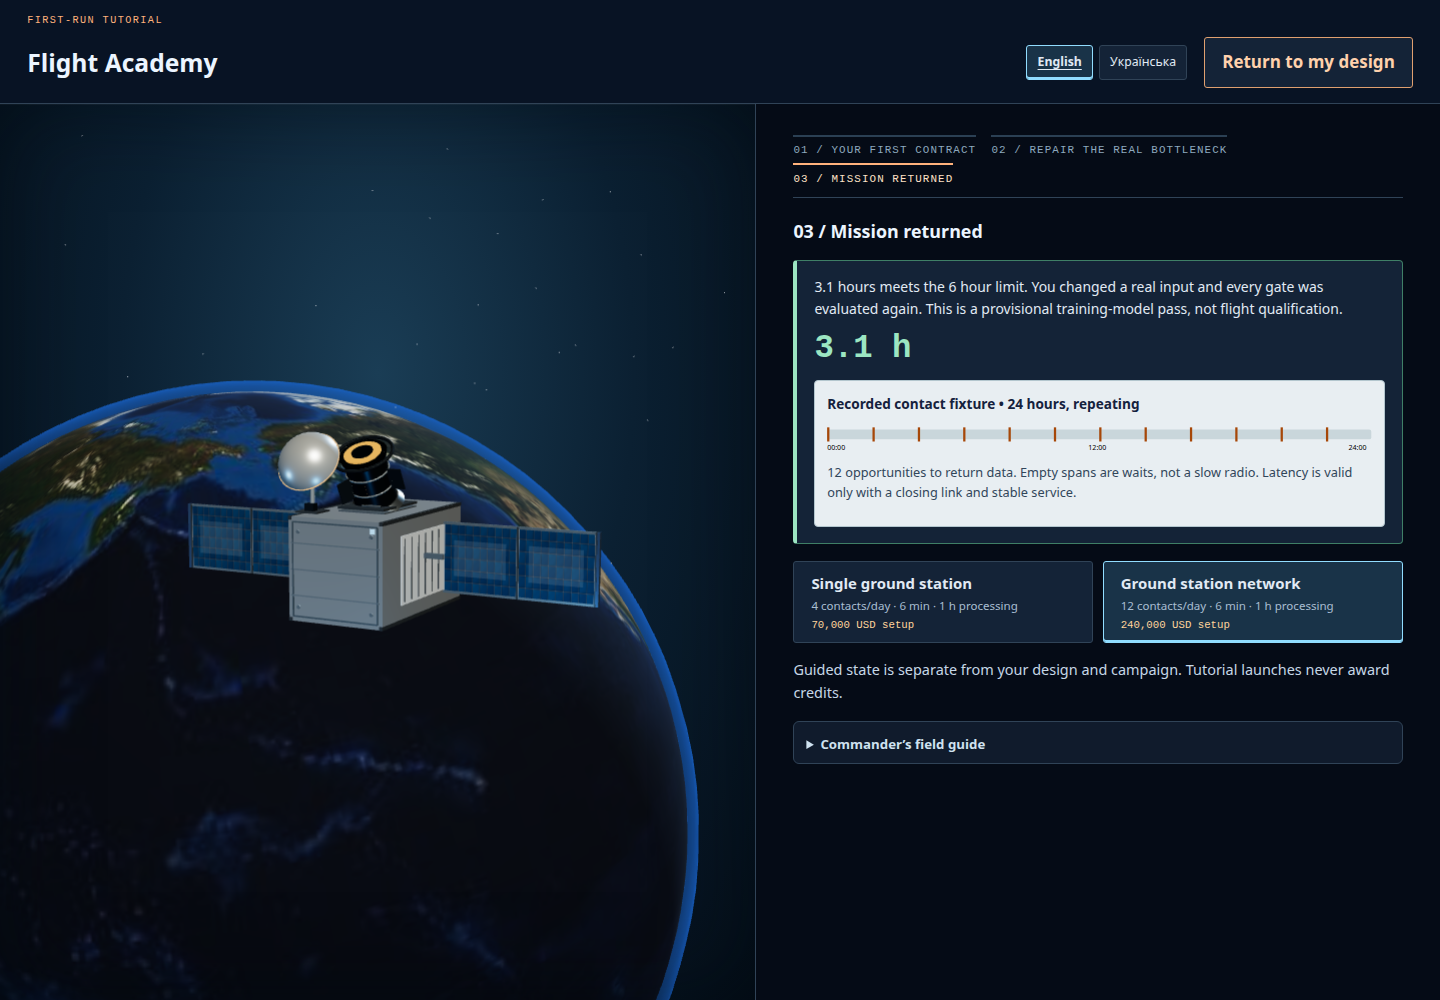 FIRST-RUN TUTORIAL
Flight Academy
English
Українська
Return to my design
01 / YOUR FIRST CONTRACT
02 / REPAIR THE REAL BOTTLENECK
03 / MISSION RETURNED
03 / Mission returned
3.1 hours meets the 6 hour limit. You changed a real input and every gate was
evaluated again. This is a provisional training-model pass, not flight qualification.
3.1 h
Recorded contact fixture • 24 hours, repeating
00:00
12:00
24:00
12 opportunities to return data. Empty spans are waits, not a slow radio. Latency is valid
only with a closing link and stable service.
Single ground station
4 contacts/day · 6 min · 1 h processing
70,000 USD setup
Ground station network
12 contacts/day · 6 min · 1 h processing
240,000 USD setup
Guided state is separate from your design and campaign. Tutorial launches never award
credits.
Commander’s field guide